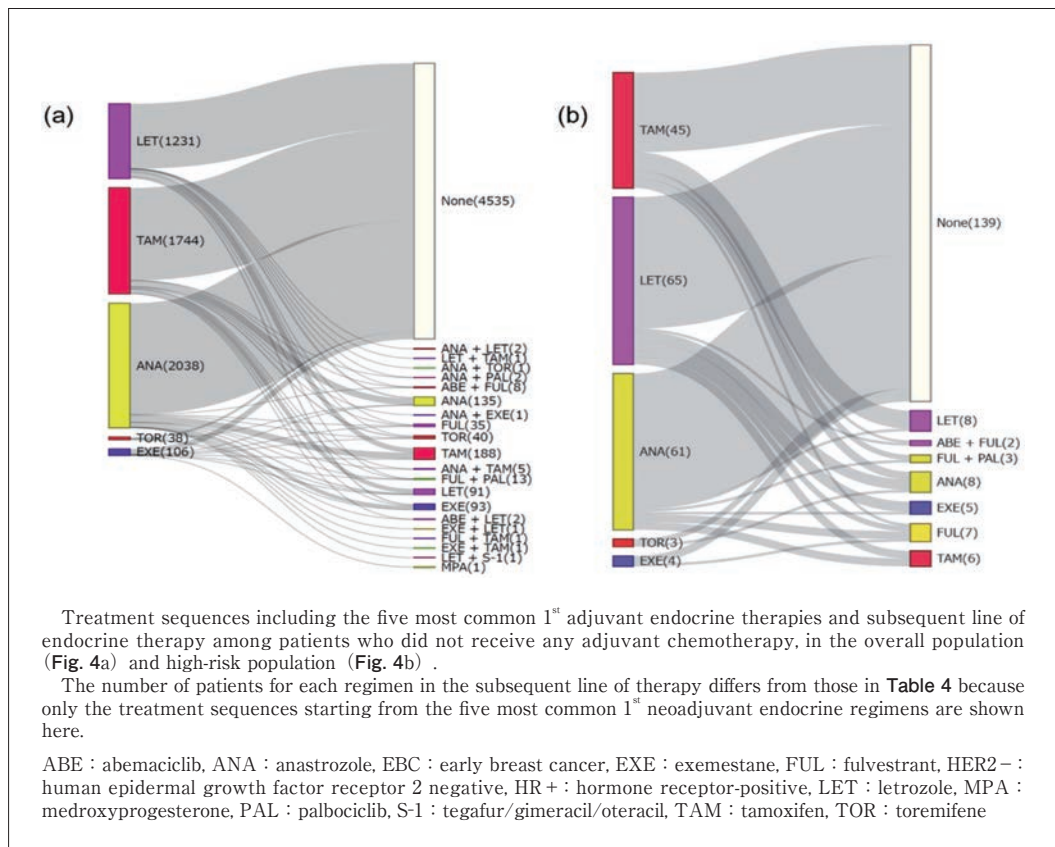 (a)
LET(1231)
TAM(1744)
ANA(2038)
TOR(38)
EXE(106)
None(4535)
ANA + LET(2)
LET + TAM(1)
ANA + TOR(1)
ANA + PAL(2)
ABE + FUL(8)
ANA(135)
ANA + EXE(1)
FUL(35)
TOR(40)
TAM(188)
ANA + TAM(5)
FUL + PAL(13)
LET(91)
EXE(93)
ABE + LET(2)
EXE + LET(1)
FUL + TAM(1)
EXE + TAM(1)
LET + S-1(1)
MPA(1)
(b)
TAM(45)
LET(65)
ANA(61)
TOR(3)
EXE(4)
None(139)
LET(8)
ABE + FUL(2)
FUL + PAL(3)
ANA(8)
EXE(5)
FUL(7)
TAM(6)
Treatment sequences including the five most common 1st adjuvant endocrine therapies and subsequent line of
endocrine therapy among patients who did not receive any adjuvant chemotherapy, in the overall population
(Fig. 4a) and high-risk population (Fig. 4b).
The number of patients for each regimen in the subsequent line of therapy differs from those in Table 4 because
only the treatment sequences starting from the five most common 1st neoadjuvant endocrine regimens are shown
here.
ABE : abemaciclib, ANA : anastrozole, EBC : early breast cancer, EXE : exemestane, FUL : fulvestrant, HER2− :
human epidermal growth factor receptor 2 negative, HR+ : hormone receptor-positive, LET : letrozole, MPA :
medroxyprogesterone, PAL : palbociclib, S-1 : tegafur/gimeracil/oteracil, TAM : tamoxifen, TOR : toremifene